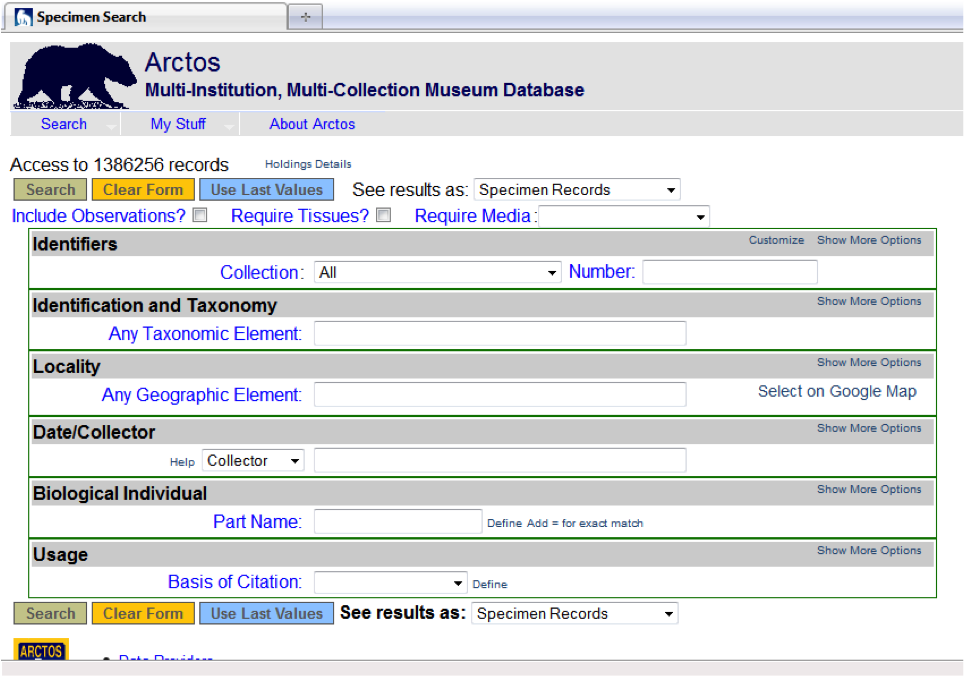 Specimen Search
Arctos
Multi-Institution, Multi-Collection Museum Database
Search My Stuff About Arctos
Access to 1386256 records Holdings Details
Search Clear Form Use Last Values See results as: Specimen Records
Include Observations? Require Tissues? Require Media:
Identifiers Customize Show More Options
Collection: All Number:
Identification and Taxonomy Show More Options
Any Taxonomic Element:
Locality Show More Options
Any Geographic Element: Select on Google Map
Date/Collector Show More Options
Help Collector
Biological Individual Show More Options
Part Name: Define Add = for exact match
Usage Show More Options
Basis of Citation: Define
Search Clear Form Use Last Values See results as: Specimen Records
ARCTOS
• Data Providers